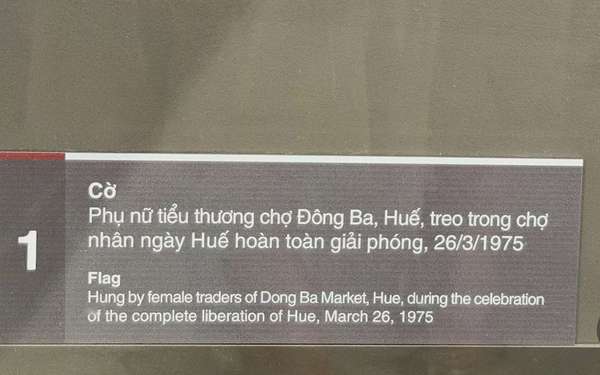 1
Cờ
Phụ nữ tiểu thương chợ Đông Ba, Huế, treo trong chợ
nhân ngày Huế hoàn toàn giải phóng, 26/3/1975
Flag
Hung by female traders of Dong Ba Market, Hue, during the celebration
of the complete liberation of Hue, March 26, 1975